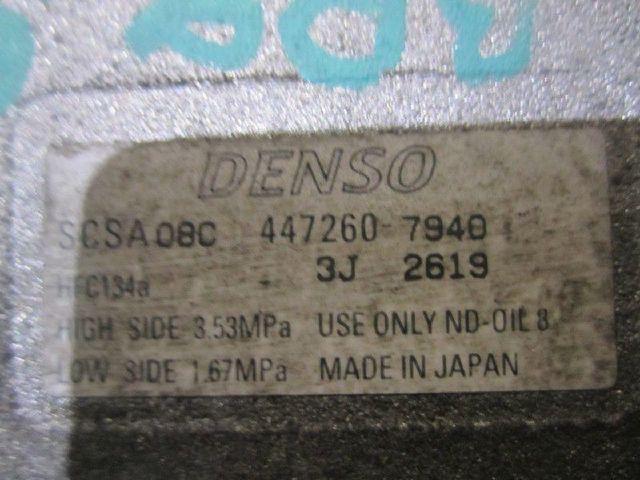 DENSO
SCSA08C 447260-7940
3J 2619
HFC134a
HIGH SIDE 3.53MPa USE ONLY ND-OIL 8
LOW SIDE 1.67MPa MADE IN JAPAN